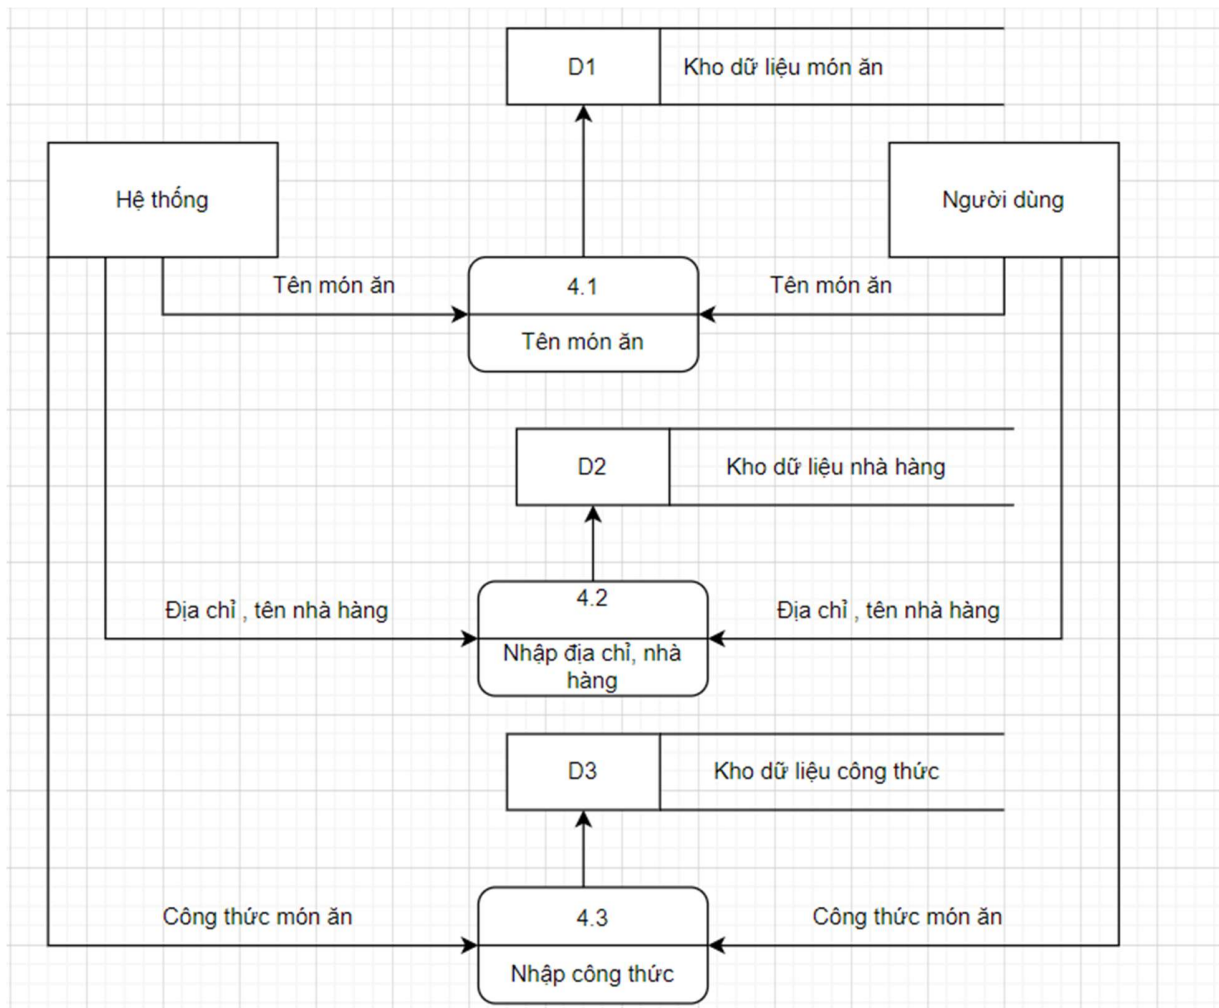 D1
Kho dữ liệu món ăn
Hệ thống
Người dùng
Tên món ăn
4.1
Tên món ăn
Tên món ăn
D2
Kho dữ liệu nhà hàng
4.2
Địa chỉ , tên nhà hàng
Địa chỉ , tên nhà hàng
Nhập địa chỉ, nhà
hàng
D3
Kho dữ liệu công thức
Công thức món ăn
4.3
Công thức món ăn
Nhập công thức